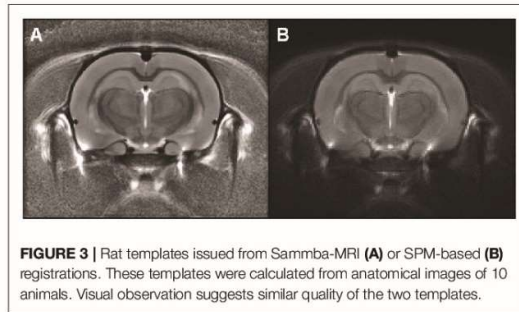 A
B
FIGURE 3 | Rat templates issued from Sammba-MRI (A) or SPM-based (B)
registrations. These templates were calculated from anatomical images of 10
animals. Visual observation suggests similar quality of the two templates.